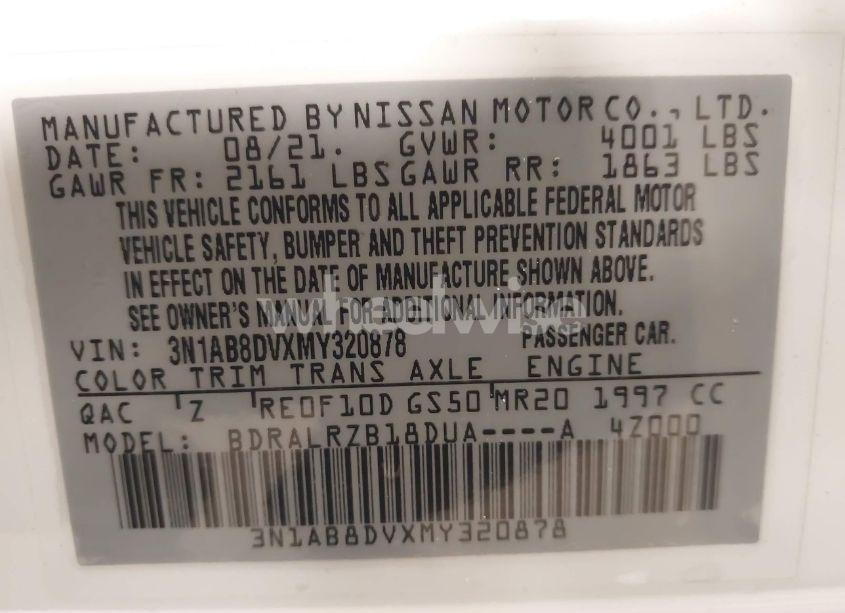 MANUFACTURED BY NISSAN MOTOR CO., LTD.
DATE: 08/21. GVWR: 4001 LBS
GAWR FR: 2161 LBS GAWR RR: 1863 LBS
THIS VEHICLE CONFORMS TO ALL APPLICABLE FEDERAL MOTOR
VEHICLE SAFETY, BUMPER AND THEFT PREVENTION STANDARDS
IN EFFECT ON THE DATE OF MANUFACTURE SHOWN ABOVE.
SEE OWNER'S MANUAL FOR ADDITIONAL INFORMATION.
VIN: 3N1AB8DVXMY320878 PASSENGER CAR.
COLOR TRIM TRANS AXLE ENGINE
QAC Z RE0F10D GS50 MR20 1997 CC
MODEL: BDRALRZB18DUA----A 4Z000
3N1AB8DVXMY320878